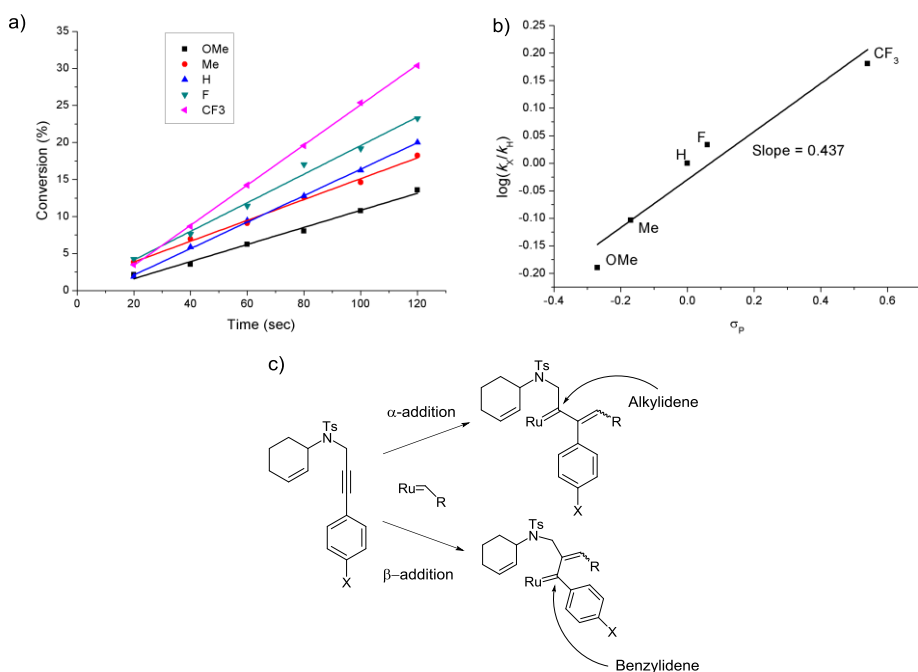 a)
OMe
Me
H
F
CF3
35
30
25
20
15
10
5
0
Conversion (%)
0 20 40 60 80 100 120
Time (sec)
b)
0.25
0.20
0.15
0.10
0.05
0.00
-0.05
-0.10
-0.15
-0.20
log(kX/kH)
CF3
F
H
Me
OMe
Slope = 0.437
-0.4 -0.2 0.0 0.2 0.4 0.6
σP
c)
Ts
N
X
α-addition
Ru
R
β–addition
Ts
N
Ru
R
X
Alkylidene
Ts
N
Ru
R
X
Benzylidene